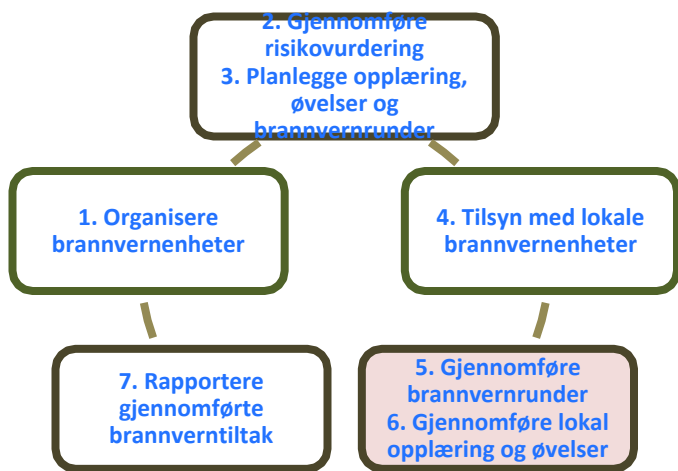 2. Gjennomføre
risikovurdering
3. Planlegge opplæring,
øvelser og
brannvernrunder
1. Organisere
brannvernenheter
4. Tilsyn med lokale
brannvernenheter
7. Rapportere
gjennomførte
brannverntiltak
5. Gjennomføre
brannvernrunder
6. Gjennomføre lokal
opplæring og øvelser